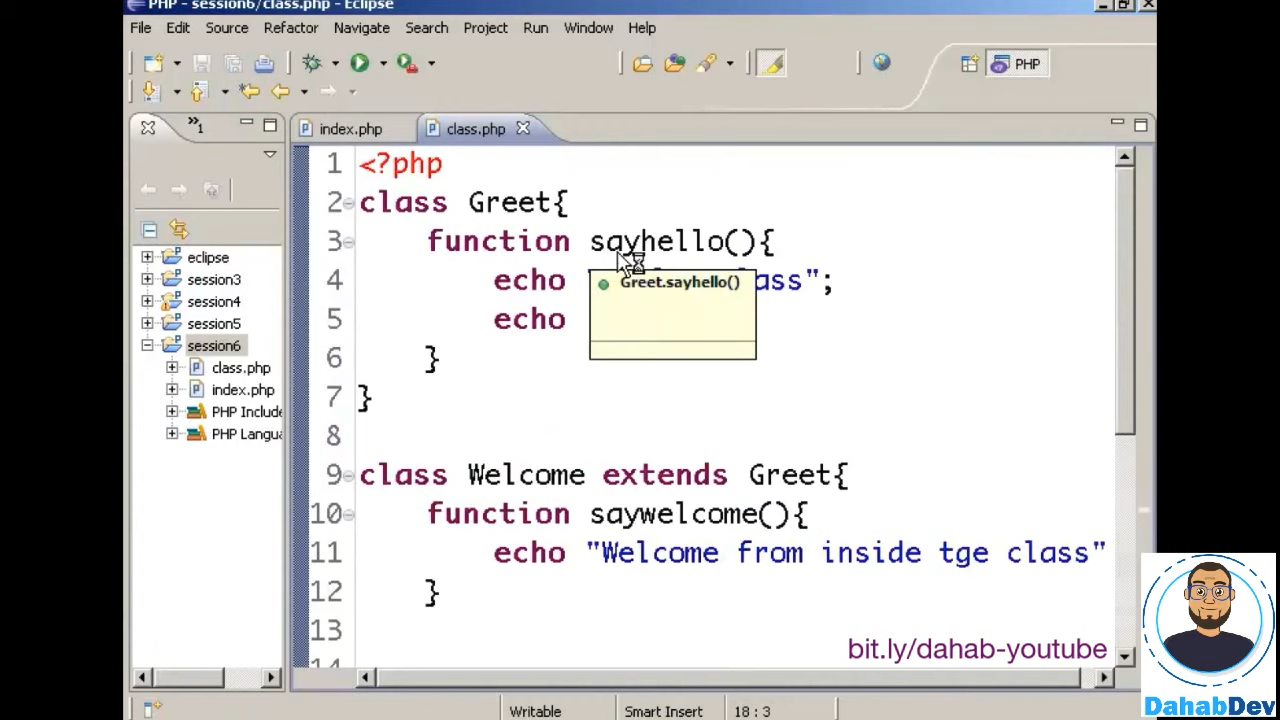 PHP - session6/class.php - Eclipse
File Edit Source Refactor Navigate Search Project Run Window Help
PHP
»1
index.php class.php
1 <?php
2 class Greet{
3 function sayhello(){
4 echo ass";
Greet.sayhello()
5 echo
6 }
7 }
8
9 class Welcome extends Greet{
10 function saywelcome(){
11 echo "Welcome from inside tge class"
12 }
13
14
eclipse
session3
session4
session5
session6
class.php
index.php
PHP Include
PHP Langua
bit.ly/dahab-youtube
Writable Smart Insert 18 : 3
DahabDev